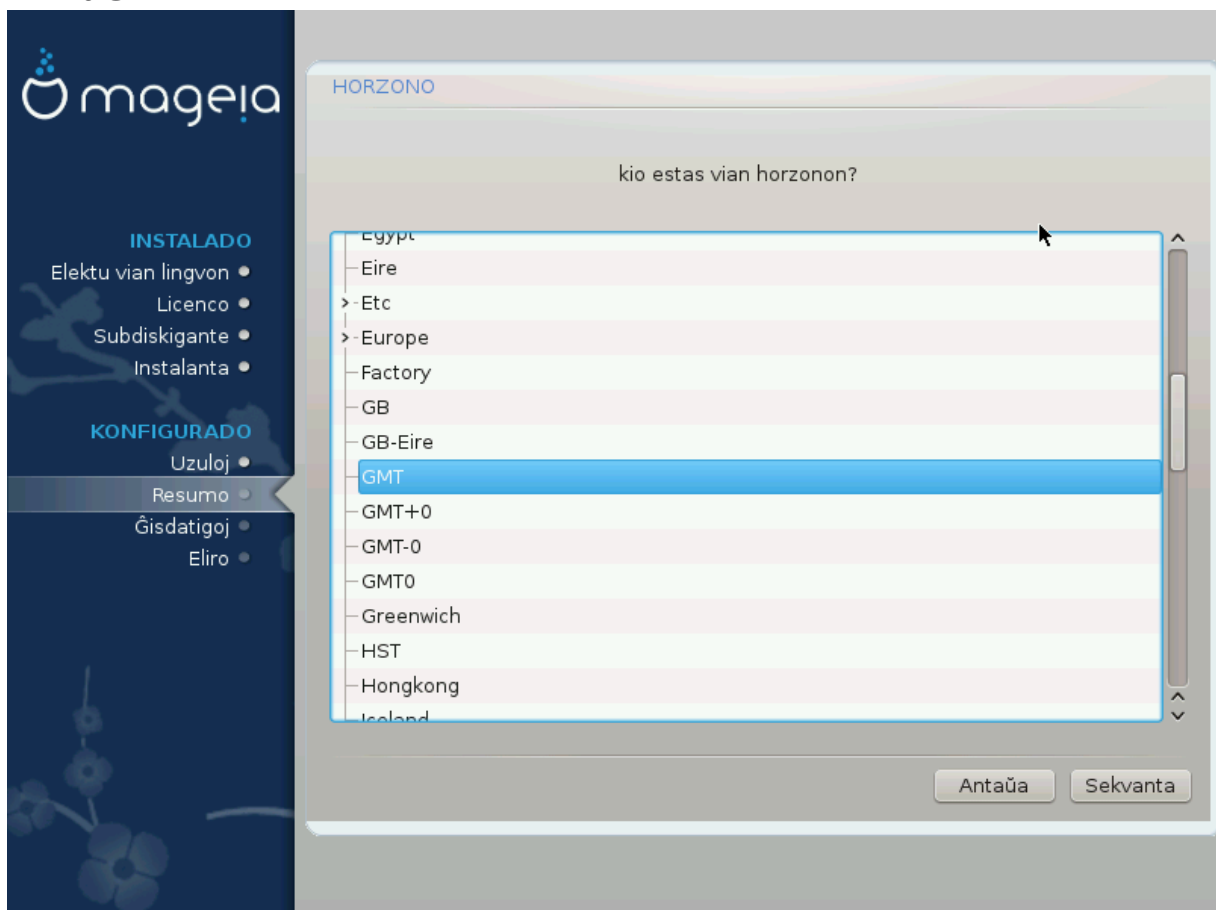 mageia
INSTALADO
Elektu vian lingvon
Licenco
Subdiskigante
Instalanta
KONFIGURADO
Uzuloj
Resumo
Ĝisdatigoj
Eliro
HORZONO
kio estas vian horzonon?
Egypt
Eire
Etc
Europe
Factory
GB
GB-Eire
GMT
GMT+0
GMT-0
GMT0
Greenwich
HST
Hongkong
Iceland
Antaŭa
Sekvanta